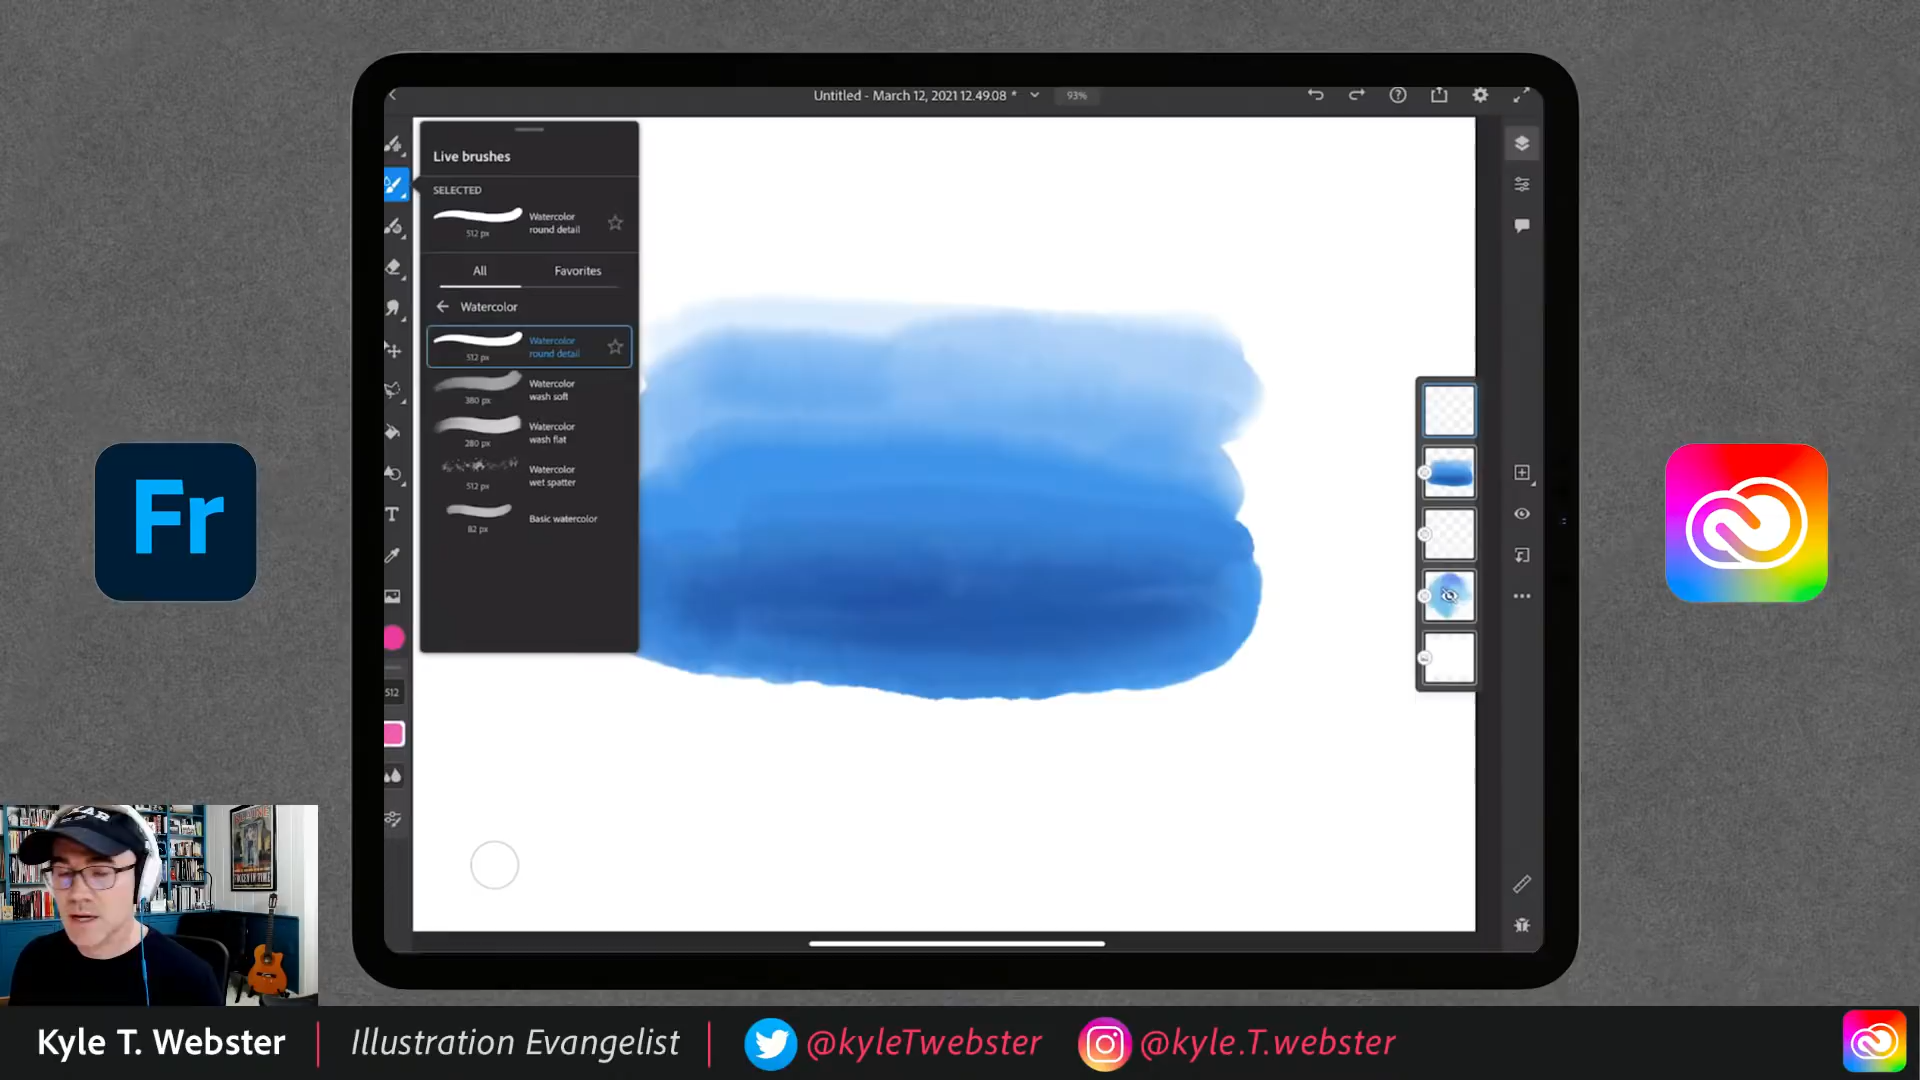 Untitled - March 12, 2021 12.49.08 *
93%
Live brushes
SELECTED
Watercolor
round detail
512 px
All
Favorites
Watercolor
Watercolor
round detail
512 px
Watercolor
wash soft
380 px
Watercolor
wash flat
280 px
Watercolor
wet spatter
512 px
Basic watercolor
82 px
T
512
Fr
Kyle T. Webster
Illustration Evangelist
@kyleTwebster
@kyle.T.webster